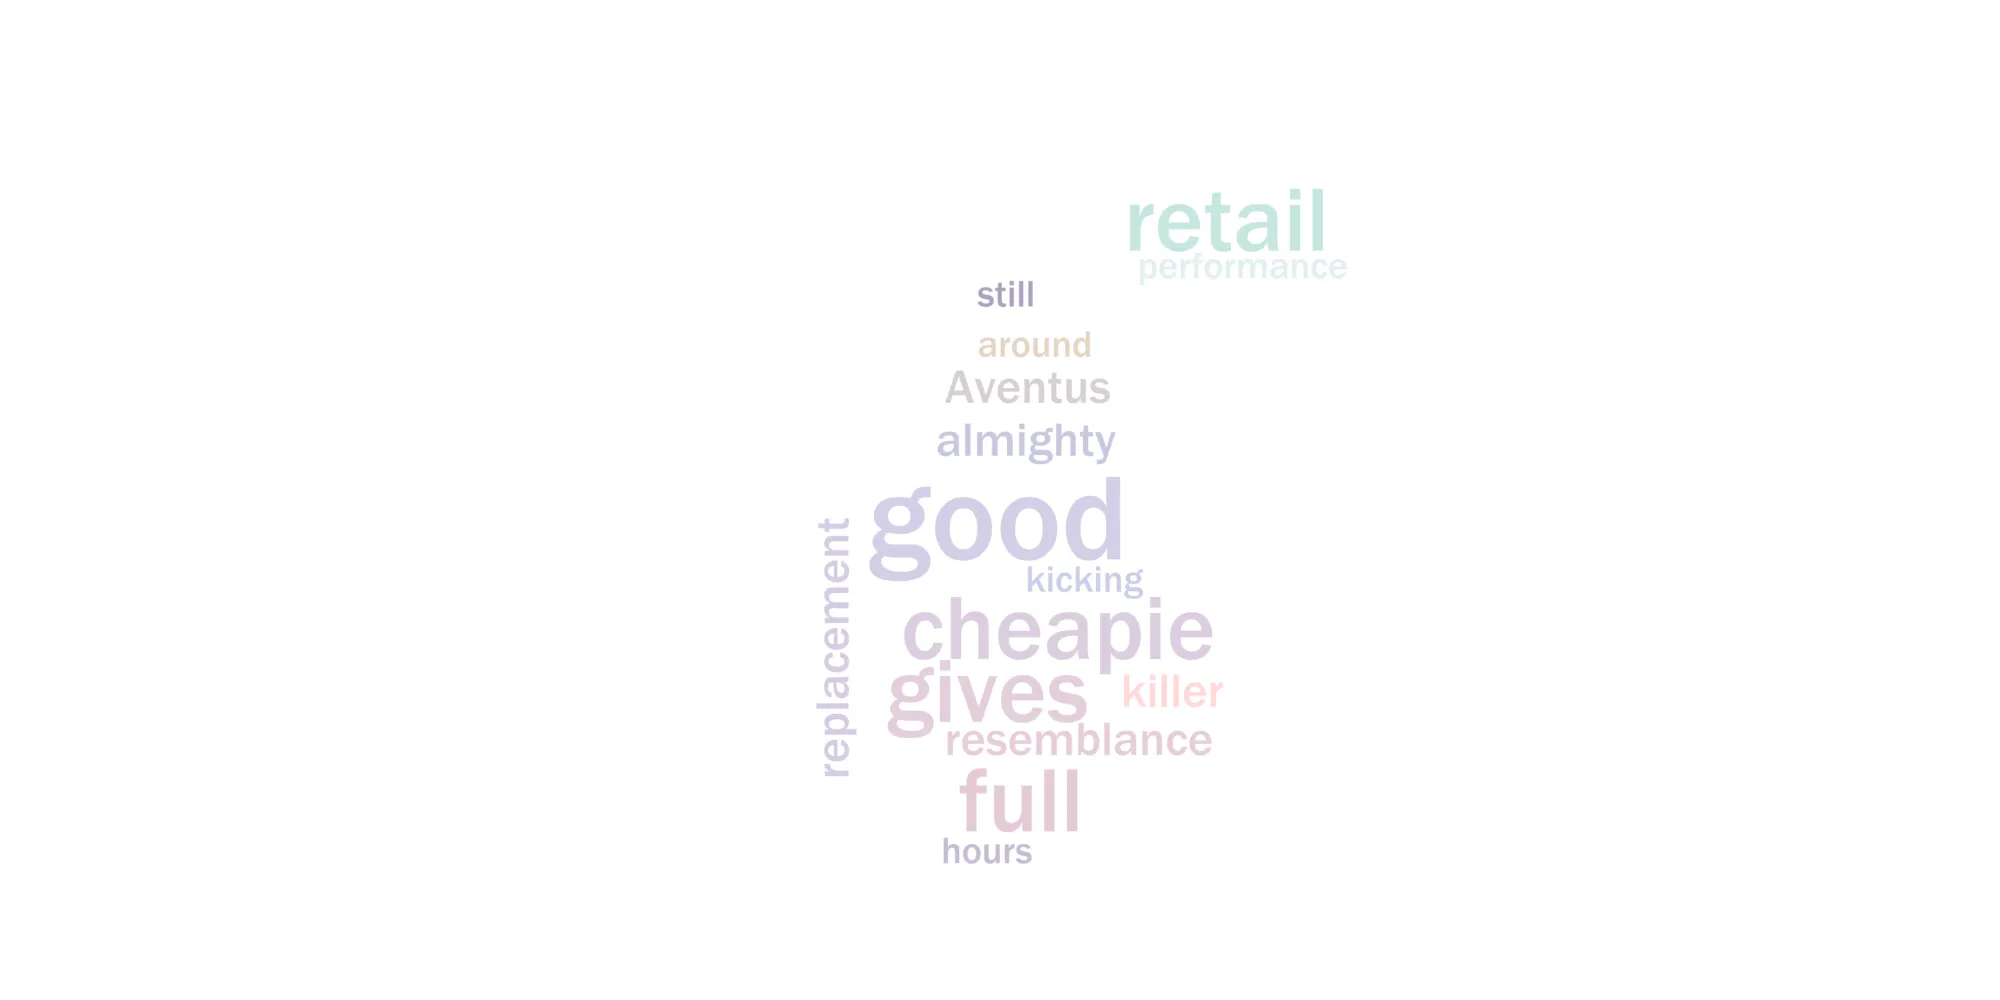 retail
performance
still
around
Aventus
almighty
good
kicking
replacement
cheapie
gives
killer
resemblance
full
hours